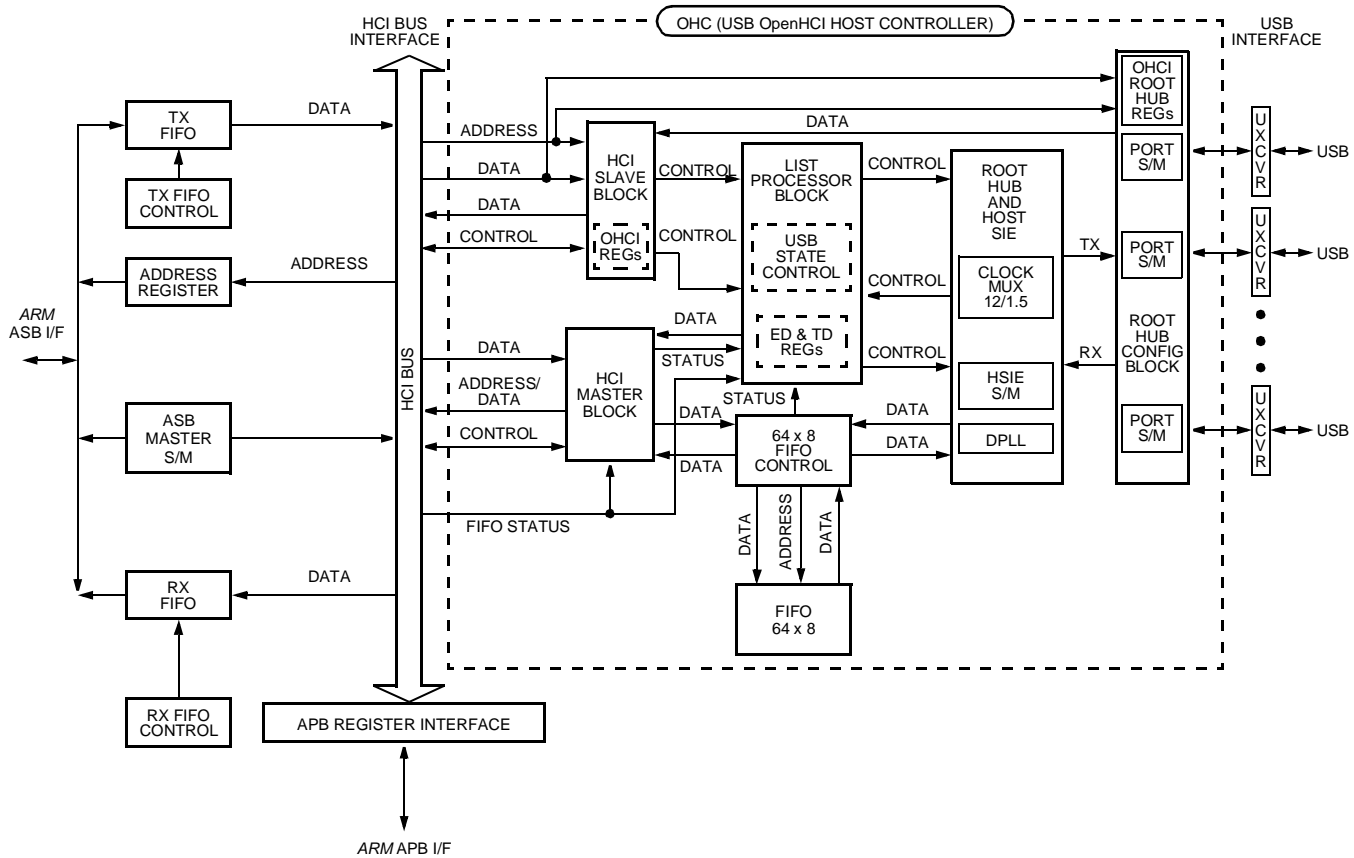 OHC (USB OpenHCI HOST CONTROLLER)
HCI BUS
INTERFACE
USB
INTERFACE
TX
FIFO
DATA
TX FIFO
CONTROL
ADDRESS
REGISTER
ADDRESS
ARM
ASB I/F
ASB
MASTER
S/M
RX
FIFO
DATA
RX FIFO
CONTROL
HCI BUS
APB REGISTER INTERFACE
ARM APB I/F
ADDRESS
DATA
DATA
CONTROL
HCI
SLAVE
BLOCK
OHCI
REGs
CONTROL
CONTROL
DATA
DATA
ADDRESS/
DATA
CONTROL
FIFO STATUS
HCI
MASTER
BLOCK
DATA
STATUS
DATA
DATA
LIST
PROCESSOR
BLOCK
USB
STATE
CONTROL
ED & TD
REGs
STATUS
64 x 8
FIFO
CONTROL
DATA
ADDRESS
DATA
FIFO
64 x 8
CONTROL
CONTROL
CONTROL
DATA
DATA
ROOT
HUB
AND
HOST
SIE
CLOCK
MUX
12/1.5
HSIE
S/M
DPLL
TX
RX
OHCI
ROOT
HUB
REGs
PORT
S/M
PORT
S/M
ROOT
HUB
CONFIG
BLOCK
PORT
S/M
UXCVR
USB
UXCVR
USB
UXCVR
USB